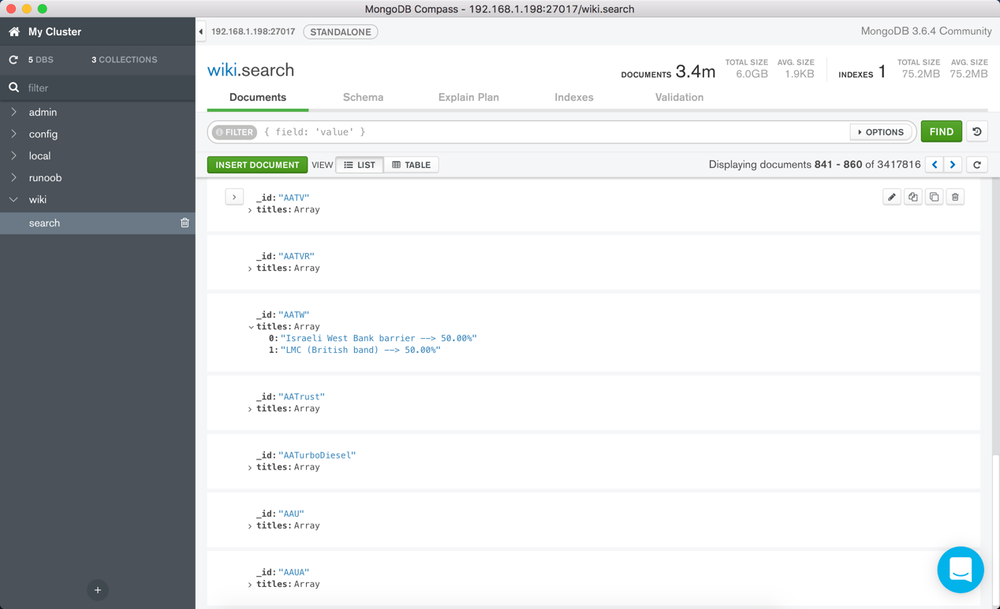 MongoDB Compass - 192.168.1.198:27017/wiki.search
My Cluster
5 DBS 3 COLLECTIONS
filter
admin
config
local
runoob
wiki
search
192.168.1.198:27017 STANDALONE MongoDB 3.6.4 Community
wiki.search
DOCUMENTS 3.4m TOTAL SIZE 6.0GB AVG. SIZE 1.9KB INDEXES 1 TOTAL SIZE 75.2MB AVG. SIZE 75.2MB
Documents Schema Explain Plan Indexes Validation
FILTER { field: 'value' } OPTIONS FIND
INSERT DOCUMENT VIEW LIST TABLE Displaying documents 841 - 860 of 3417816
_id: "AATV"
titles: Array
_id: "AATVR"
titles: Array
_id: "AATW"
titles: Array
0: "Israeli West Bank barrier --> 50.00%"
1: "LMC (British band) --> 50.00%"
_id: "AATrust"
titles: Array
_id: "AATurboDiesel"
titles: Array
_id: "AAU"
titles: Array
_id: "AAUA"
titles: Array